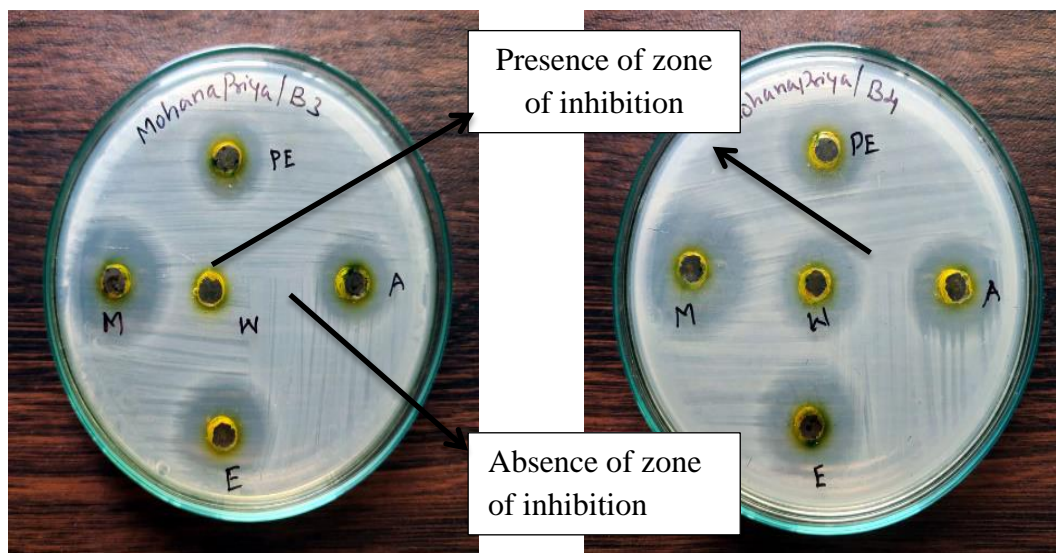 MohanaPriya/B3
PE
M
W
A
E
Presence of zone
of inhibition
Absence of zone
of inhibition
ohanaPriya/B4
PE
M
W
A
E